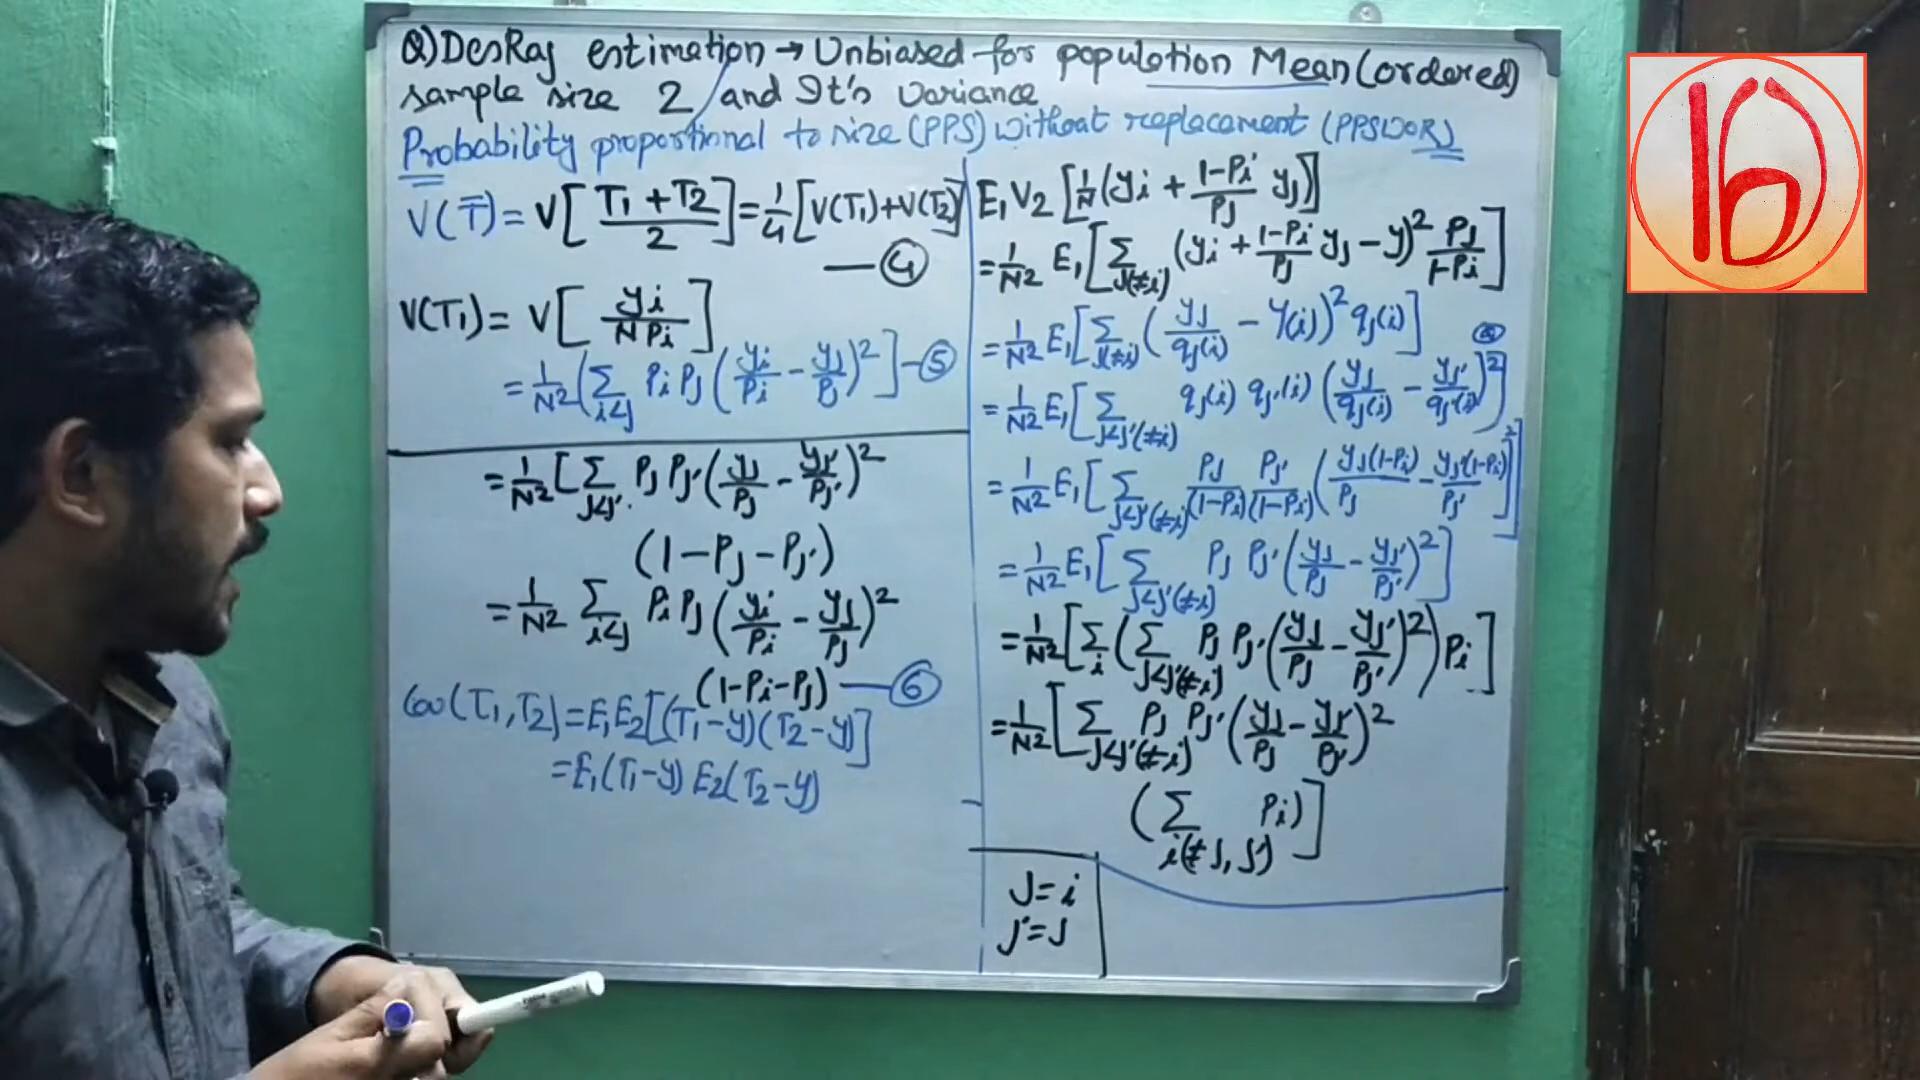 Q) DesRaj estimation → Unbiased for population Mean (ordered)
sample size 2 and It's variance
Probability proportional to size (PPS) without replacement (PPSWOR)
V(T̄) = V[(T1 + T2)/2] = 1/4 [V(T1) + V(T2)] — ④
V(T1) = V[yi/(N Pi)]
= 1/N² [Σ_{i<j} Pi Pj (yi/Pi − yj/Pj)²] — ⑤
= 1/N² [Σ_{j<j'} Pj Pj' (yj/Pj − yj'/Pj')²
(1 − Pj − Pj')
= 1/N² Σ_{i<j} Pi Pj (yi/Pi − yj/Pj)²
(1 − Pi − Pj) — ⑥
Cov(T1, T2) = E1 E2 [(T1 − y)(T2 − y)]
= E1(T1 − y) E2(T2 − y)
E1 V2 [1/N (yi + (1−Pi)/Pj yj)]
= 1/N² E1 [Σ_{j(≠i)} (yi + (1−Pi)/Pj yj − y)² Pj/(1−Pi)]
= 1/N² E1 [Σ_{j(≠i)} (yj/qj(i) − y(i))² qj(i)]
= 1/N² E1 [Σ_{j<j'(≠i)} qj(i) qj'(i) (yj/qj(i) − yj'/qj'(i))²]
= 1/N² E1 [Σ_{j<j'(≠i)} Pj/(1−Pi) Pj'/(1−Pi) (yj(1−Pi)/Pj − yj'(1−Pi)/Pj')²]
= 1/N² E1 [Σ_{j<j'(≠i)} Pj Pj' (yj/Pj − yj'/Pj')²]
= 1/N² [Σ_i (Σ_{j<j'(≠i)} Pj Pj' (yj/Pj − yj'/Pj')²) Pi]
= 1/N² [Σ_{j<j'(≠i)} Pj Pj' (yj/Pj − yj'/Pj')²
(Σ_{i(≠j,j')} Pi)]
J = i
j' = J